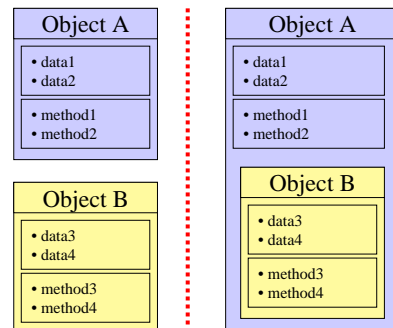 Object A
• data1
• data2
• method1
• method2
Object B
• data3
• data4
• method3
• method4
Object A
• data1
• data2
• method1
• method2
Object B
• data3
• data4
• method3
• method4